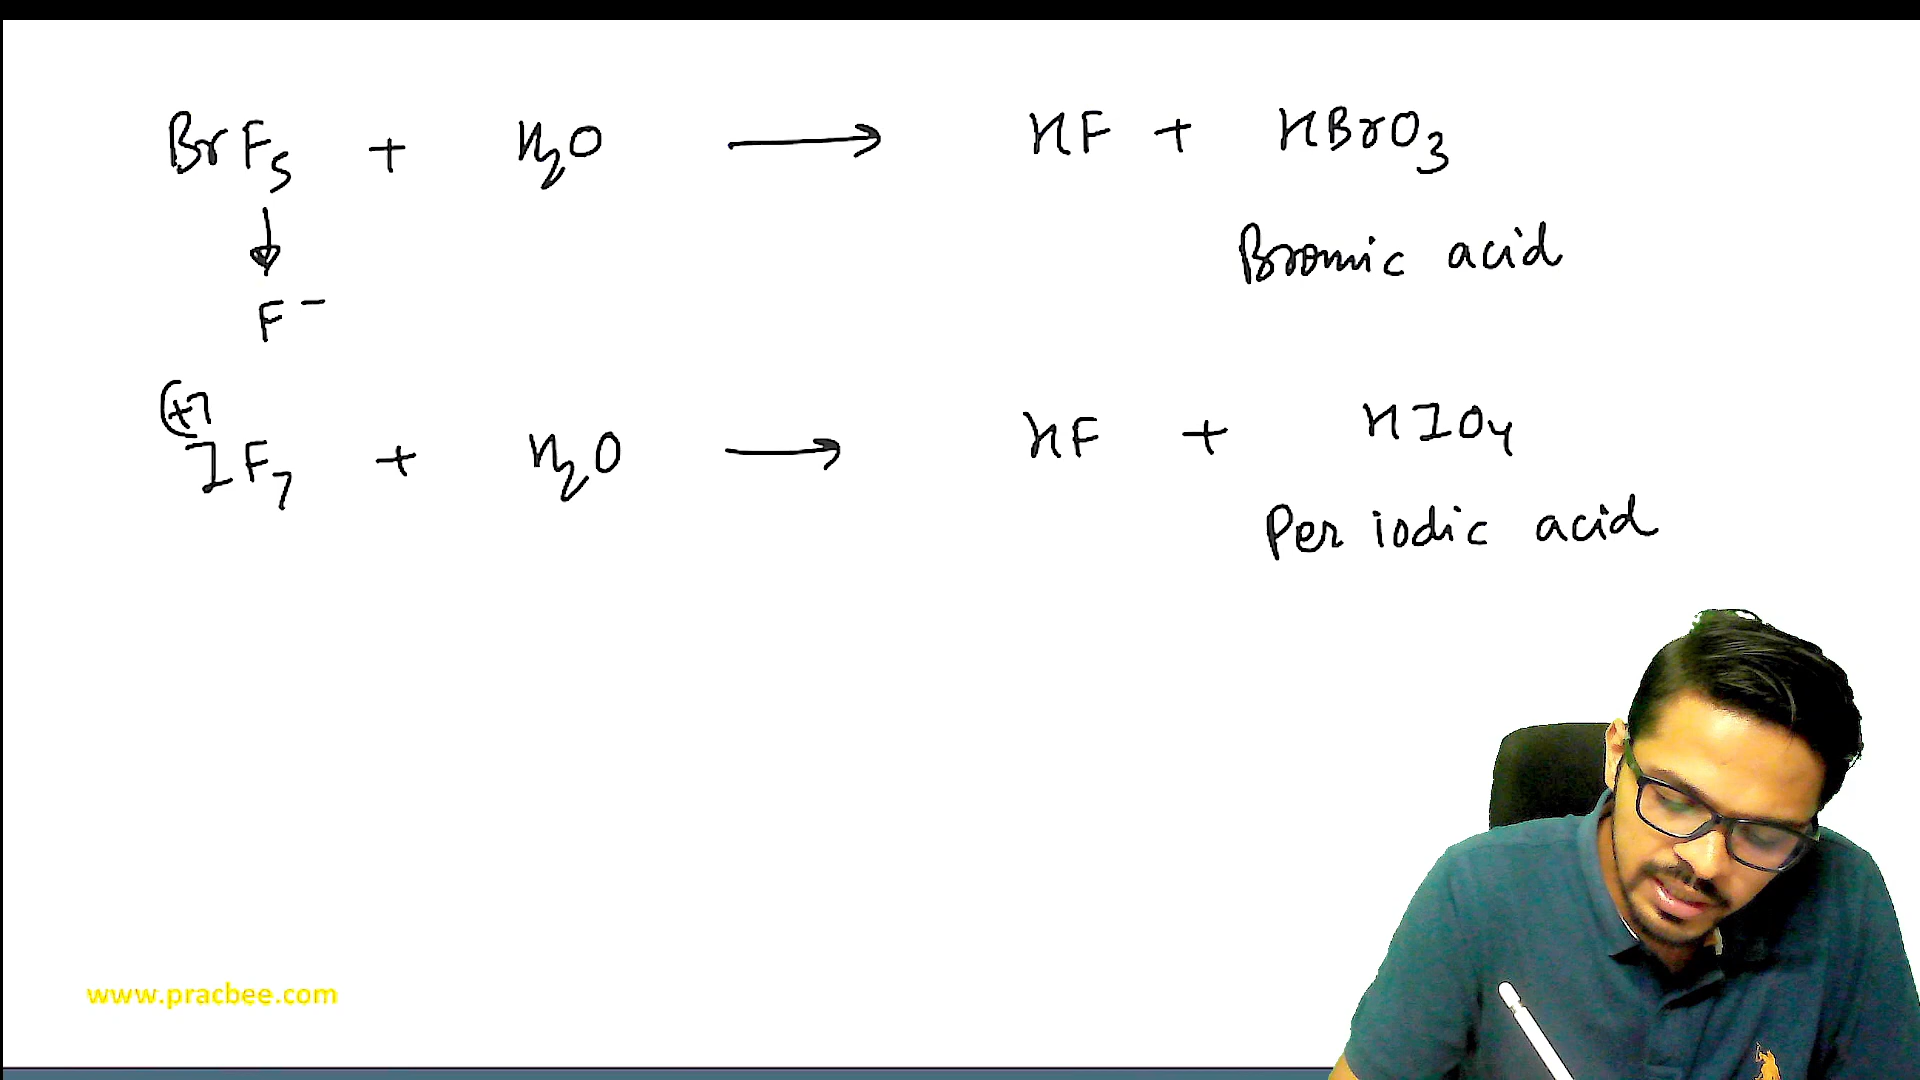 BrF₅ + H₂O ⟶ HF + HBrO₃
Bromic acid
F⁻
(+7
IF₇ + H₂O ⟶ HF + HIO₄
Per iodic acid
www.pracbee.com